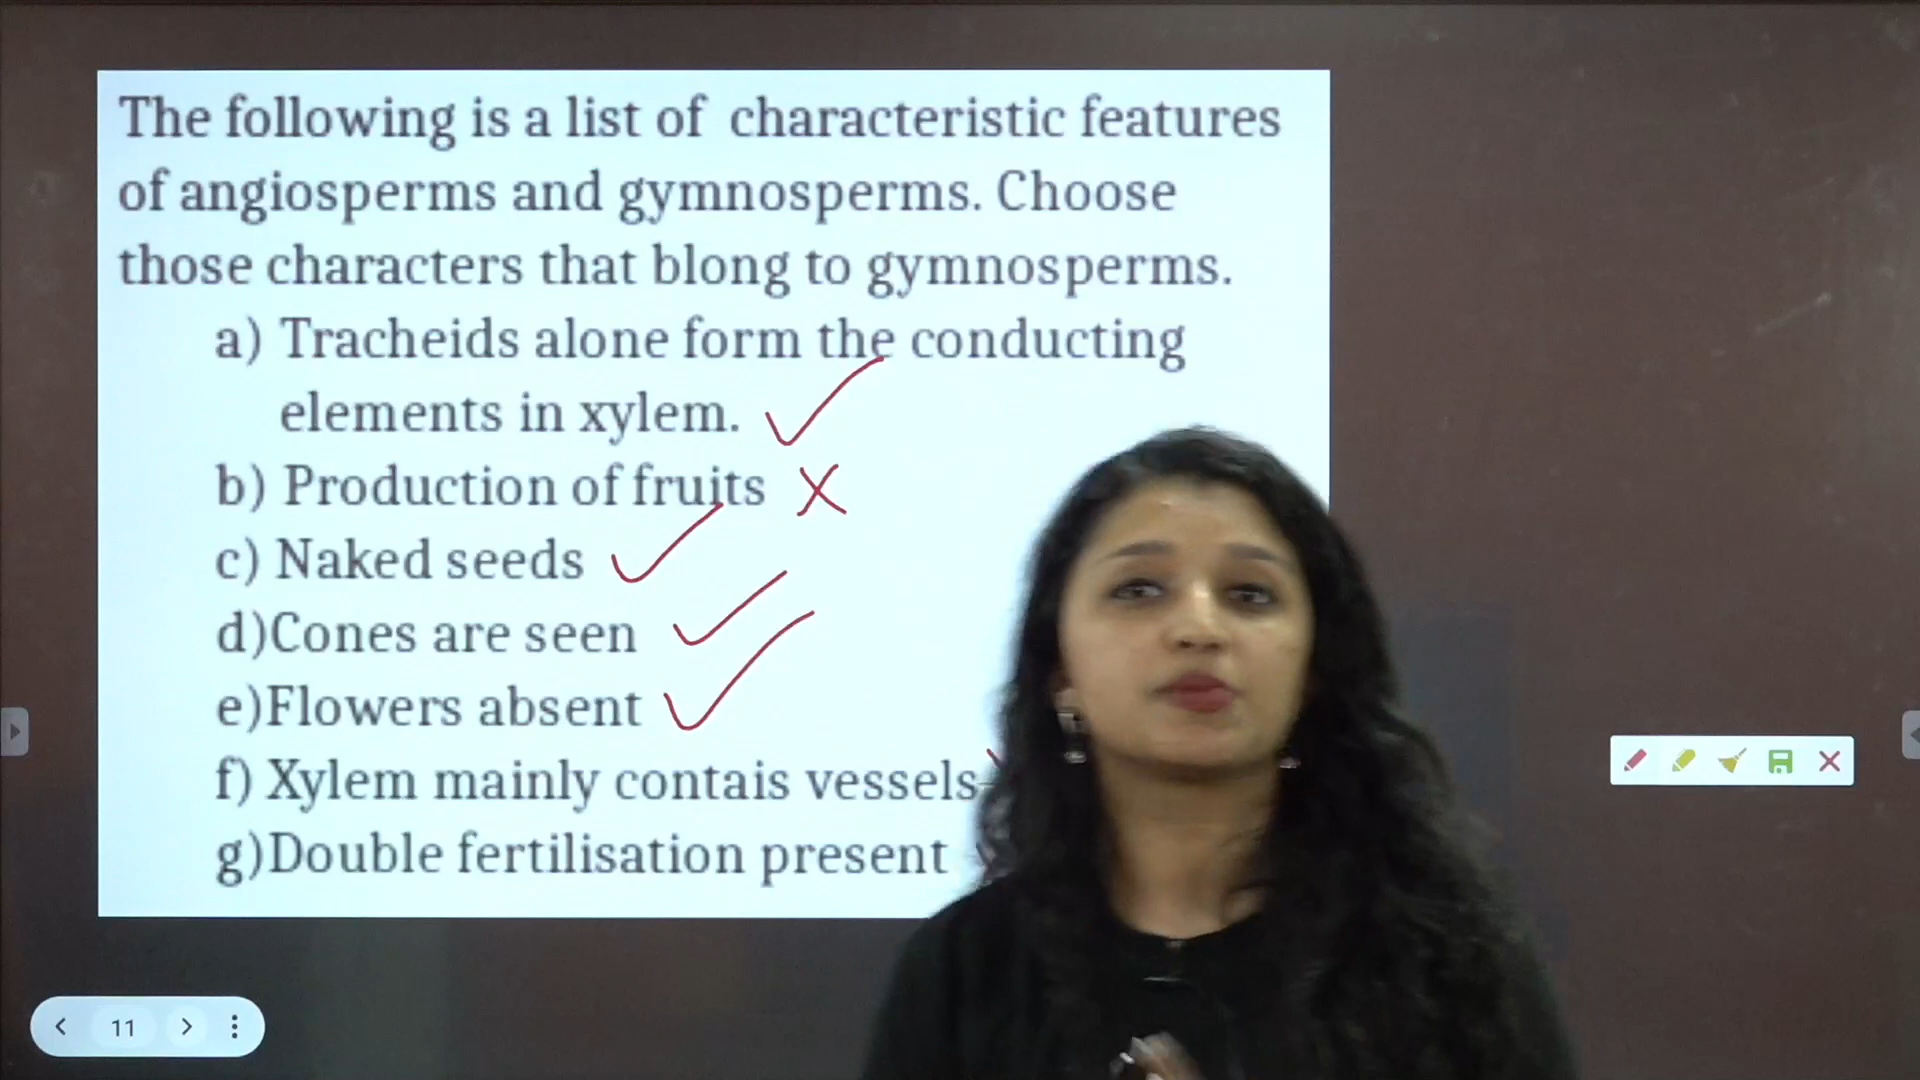 The following is a list of characteristic features
of angiosperms and gymnosperms. Choose
those characters that blong to gymnosperms.
a) Tracheids alone form the conducting
elements in xylem.
b) Production of fruits X
c) Naked seeds
d)Cones are seen
e)Flowers absent
f) Xylem mainly contais vessels
g)Double fertilisation present
11